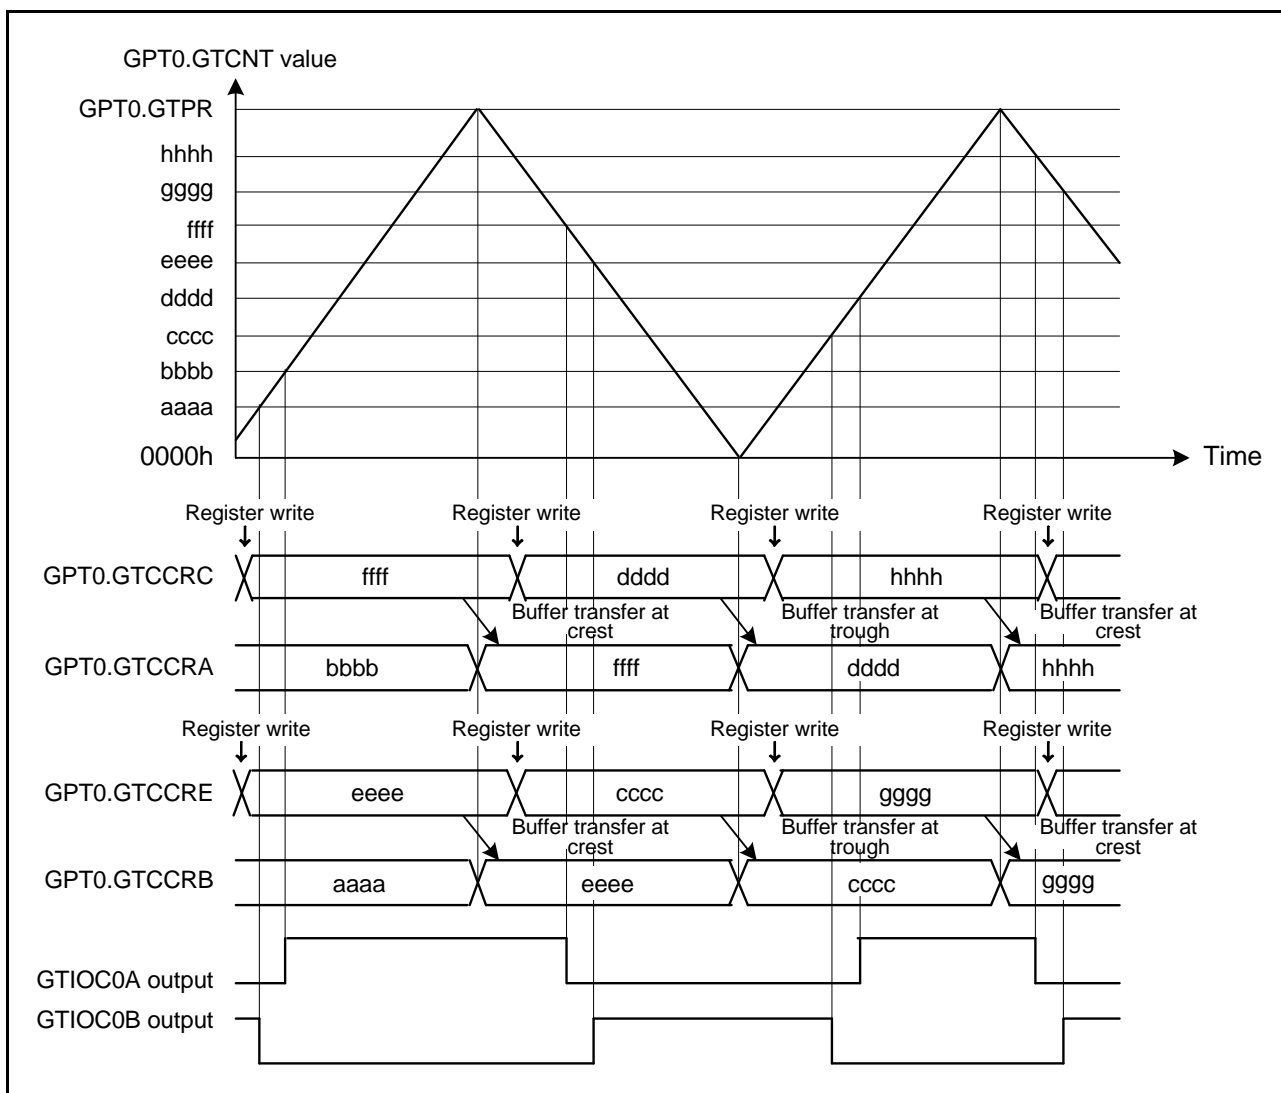 GPT0.GTCNT value
GPT0.GTPR
hhhh
gggg
ffff
eeee
dddd
cccc
bbbb
aaaa
0000h
Time
Register write Register write Register write Register write
GPT0.GTCCRC ffff dddd hhhh
Buffer transfer at crest Buffer transfer at trough Buffer transfer at crest
GPT0.GTCCRA bbbb ffff dddd hhhh
Register write Register write Register write Register write
GPT0.GTCCRE eeee cccc gggg
Buffer transfer at crest Buffer transfer at trough Buffer transfer at crest
GPT0.GTCCRB aaaa eeee cccc gggg
GTIOC0A output
GTIOC0B output